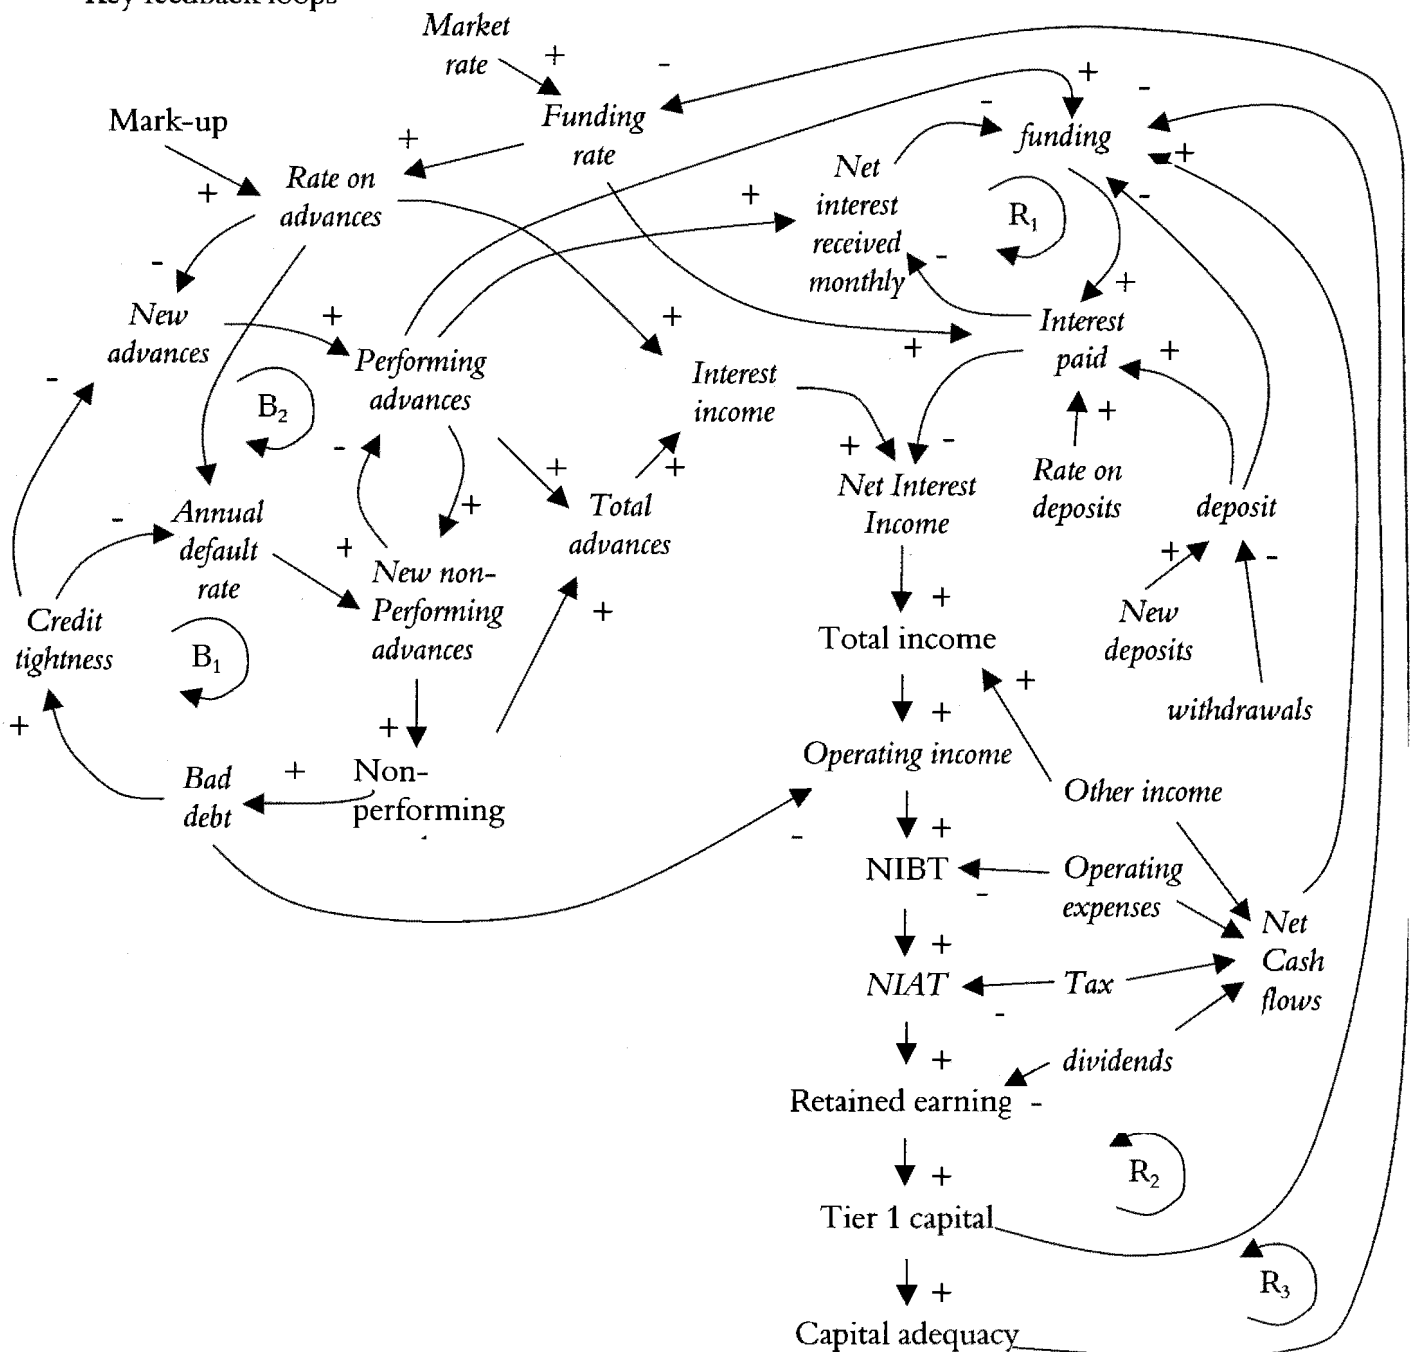 Key feedback loops
Market
rate
+
-
+
-
Mark-up
Funding
rate
+
funding
+
Net
interest
received
monthly
-
Rate on
advances
+
+
-
R1
-
-
+
New
advances
+
+
Interest
paid
+
+
-
Performing
advances
Interest
income
B2
-
+
-
+
+
+
Rate on
deposits
deposit
Net Interest
Income
-
Annual
default
rate
+
Total
advances
+
New non-
Performing
advances
+
-
+
+
New
deposits
Credit
tightness
B1
Total income
+
withdrawals
+
+
+
Operating income
Other income
Bad
debt
+
Non-
performing
-
+
NIBT
-
Operating
expenses
Net
Cash
flows
+
NIAT
-
Tax
+
dividends
Retained earning
-
+
R2
Tier 1 capital
+
R3
Capital adequacy